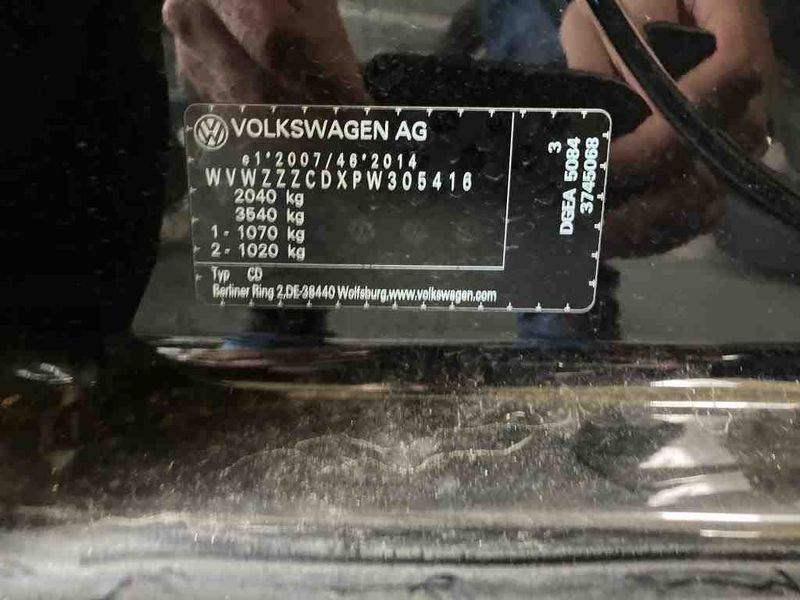 VOLKSWAGEN AG
e1*2007/46*2014
WVWZZZCDXPW305416
2040 kg
3540 kg
1 - 1070 kg
2 - 1020 kg
Typ CD
Berliner Ring 2,DE-38440 Wolfsburg,www.volkswagen.com
3
DGEA 5084
3745068